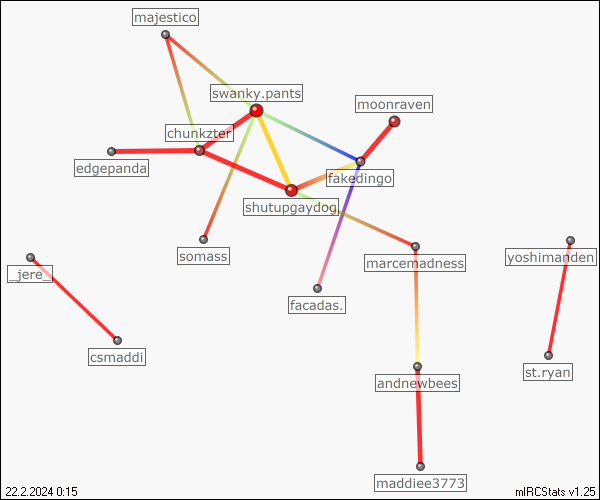 majestico
swanky.pants
moonraven
chunkzter
edgepanda
fakedingo
shutupgaydog
somass
marcemadness
yoshimanden
_jere_
facadas.
csmaddi
st.ryan
andnewbees
maddiee3773
22.2.2024 0:15
mIRCStats v1.25